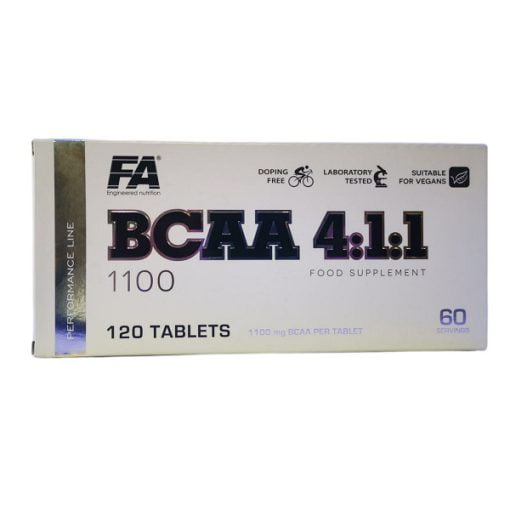 PERFORMANCE LINE
FA
Engineered nutrition
DOPING
FREE
LABORATORY
TESTED
SUITABLE
FOR VEGANS
BCAA 4:1:1
1100
FOOD SUPPLEMENT
120 TABLETS
1100 mg BCAA PER TABLET
60
SERVINGS